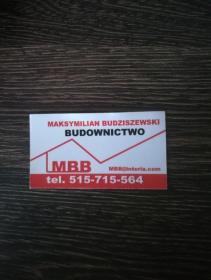 MAKSYMILIAN BUDZISZEWSKI
BUDOWNICTWO
MBB MBB@interia.com
tel. 515-715-564